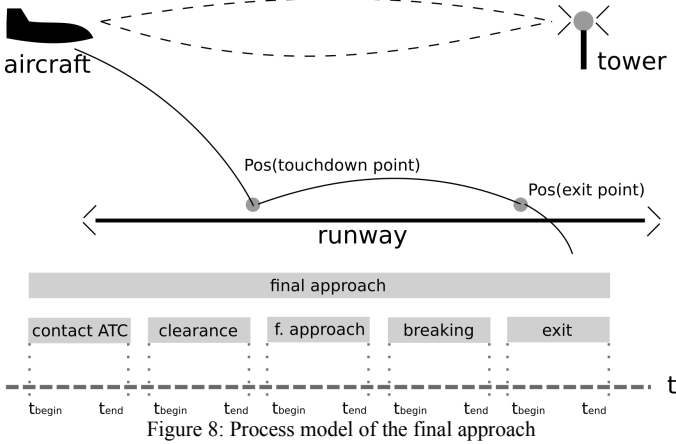 aircraft
tower
Pos(touchdown point)
Pos(exit point)
runway
final approach
contact ATC clearance f. approach breaking exit
t
tbegin tend tbegin tend tbegin tend tbegin tend tbegin tend
Figure 8: Process model of the final approach